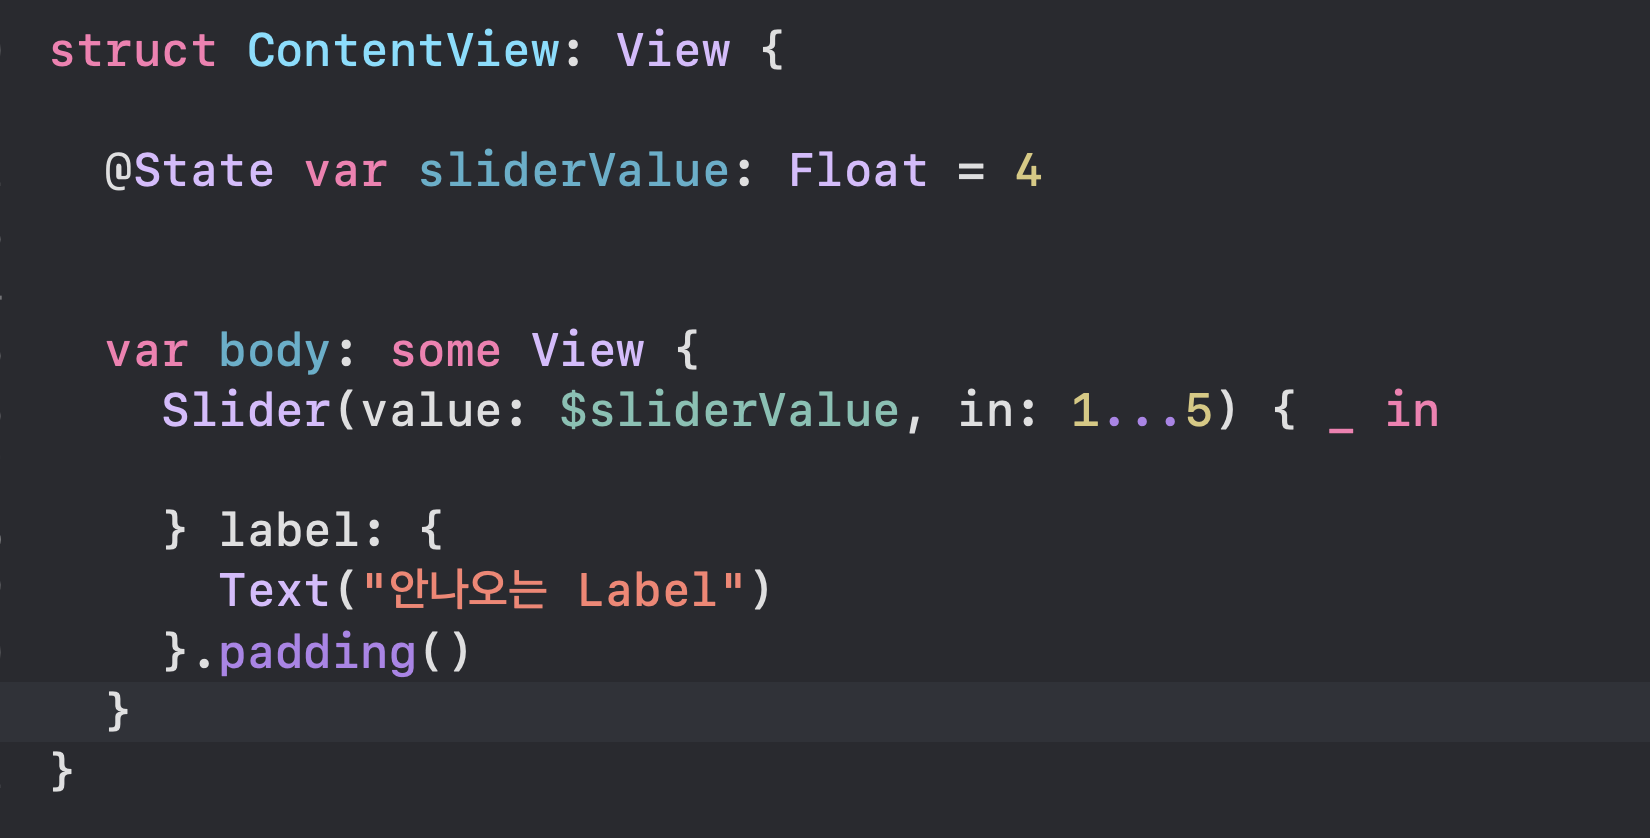 struct ContentView: View {
@State var sliderValue: Float = 4
var body: some View {
Slider(value: $sliderValue, in: 1...5) { _ in
} label: {
Text("안나오는 Label")
}.padding()
}
}